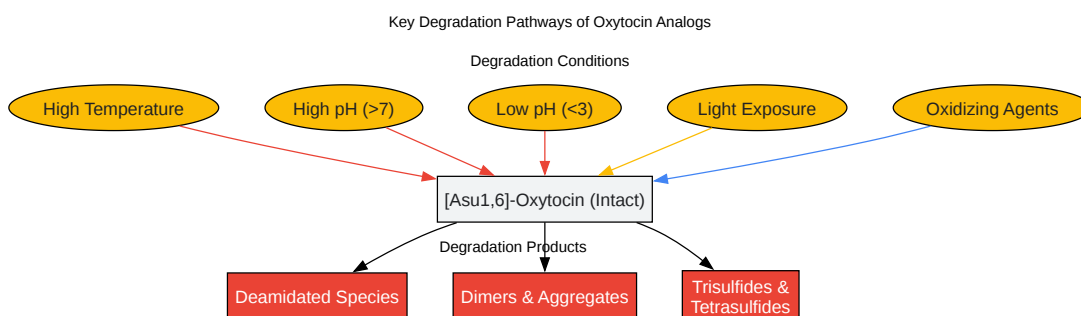 Key Degradation Pathways of Oxytocin Analogs
Degradation Conditions
High Temperature
High pH (>7)
Low pH (<3)
Light Exposure
Oxidizing Agents
[Asu1,6]-Oxytocin (Intact)
Degradation Products
Deamidated Species
Dimers & Aggregates
Trisulfides &
Tetrasulfides